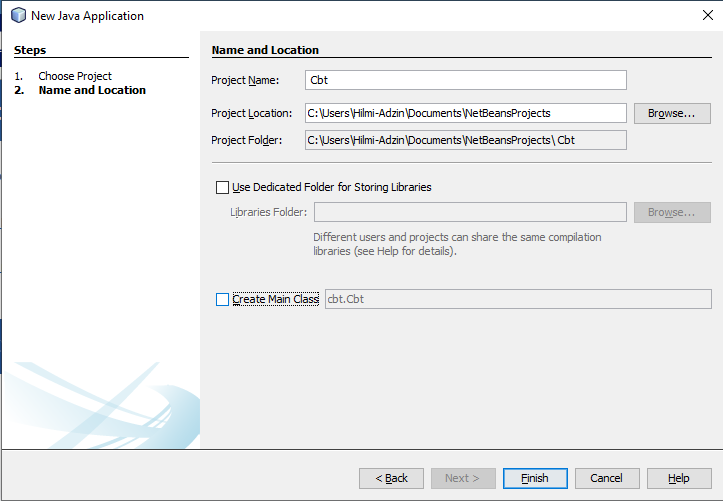 New Java Application
Steps
1. Choose Project
2. Name and Location
Name and Location
Project Name: Cbt
Project Location: C:\Users\Hilmi-Adzin\Documents\NetBeansProjects Browse...
Project Folder: C:\Users\Hilmi-Adzin\Documents\NetBeansProjects\ Cbt
Use Dedicated Folder for Storing Libraries
Libraries Folder: Browse...
Different users and projects can share the same compilation
libraries (see Help for details).
Create Main Class cbt.Cbt
< Back Next > Finish Cancel Help